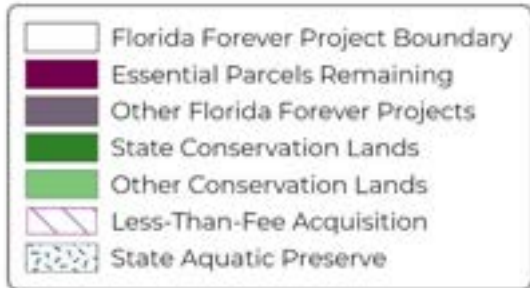 Florida Forever Project Boundary
Essential Parcels Remaining
Other Florida Forever Projects
State Conservation Lands
Other Conservation Lands
Less-Than-Fee Acquisition
State Aquatic Preserve